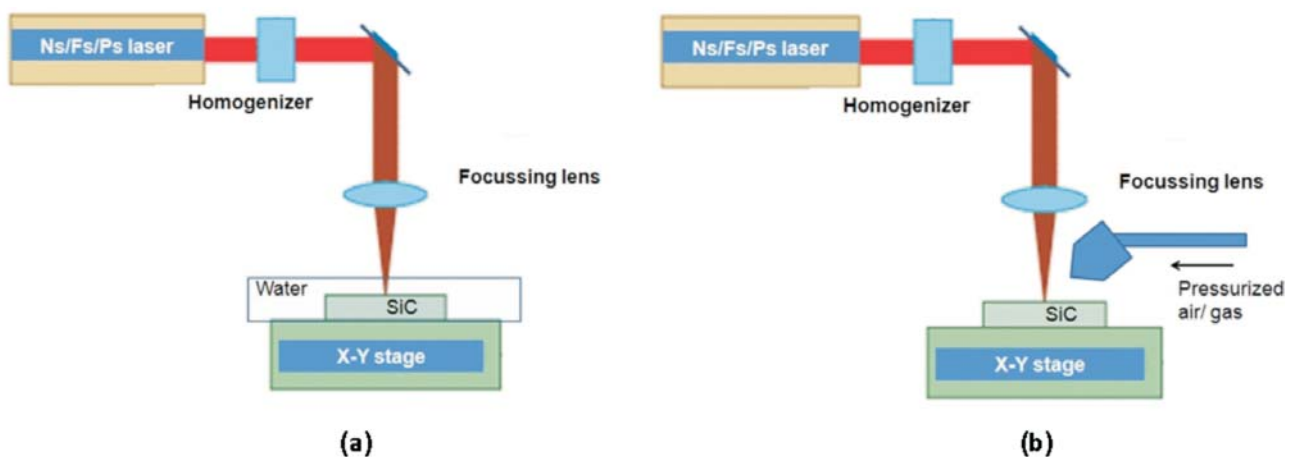 Ns/Fs/Ps laser
Homogenizer
Focussing lens
Water
SiC
X-Y stage
(a)
Ns/Fs/Ps laser
Homogenizer
Focussing lens
Pressurized
air/ gas
SiC
X-Y stage
(b)